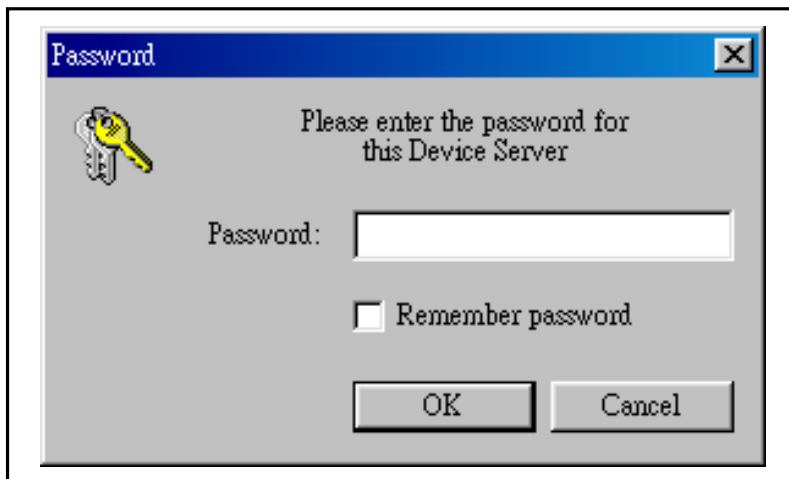 Password
Please enter the password for
this Device Server
Password:
Remember password
OK
Cancel